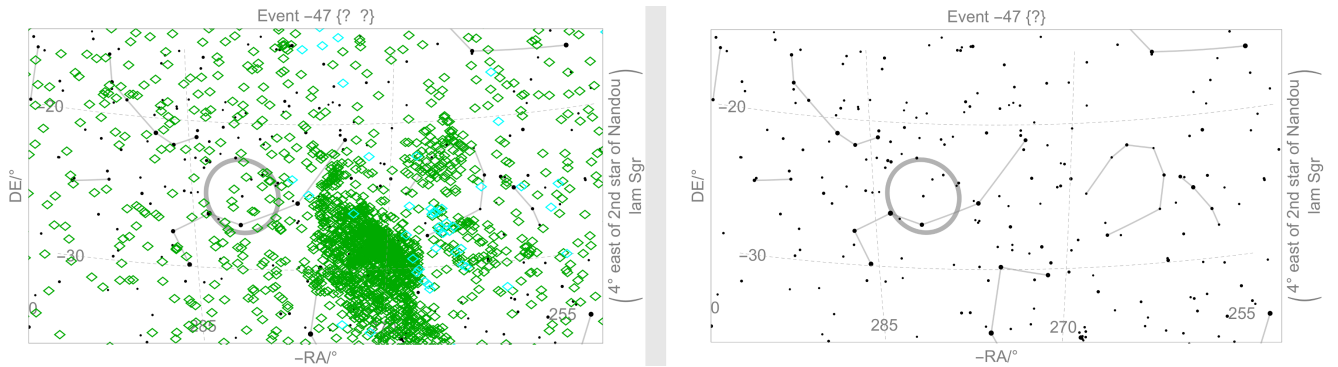 Event −47 {?  ?}
−20
−30
0
285
255
DE/°
−RA/°
4° east of 2nd star of Nandou
lam Sgr
Event −47 {?}
−20
−30
0
285
270
255
DE/°
−RA/°
4° east of 2nd star of Nandou
lam Sgr